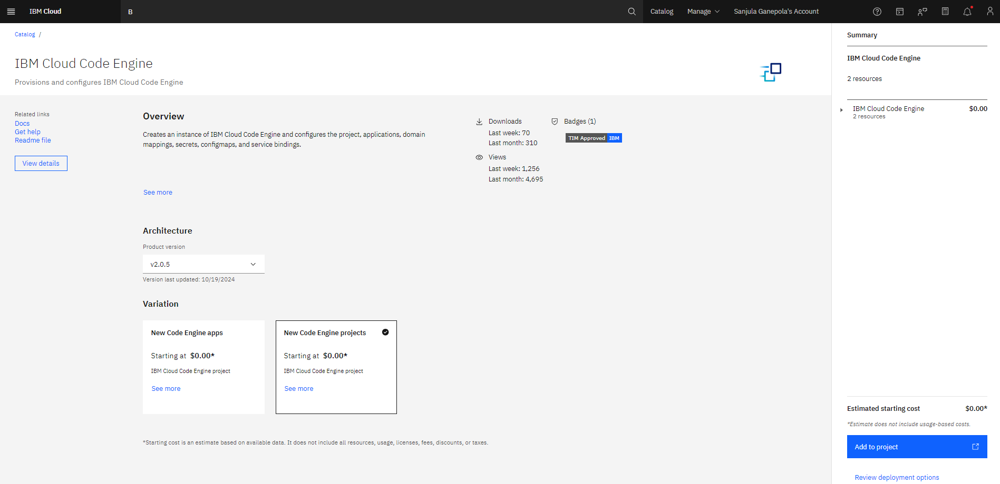 IBM Cloud
B
Catalog
Manage
Sanjula Ganepola's Account
Catalog /
IBM Cloud Code Engine
Provisions and configures IBM Cloud Code Engine
Related links
Docs
Get help
Readme file
View details
Overview
Creates an instance of IBM Cloud Code Engine and configures the project, applications, domain
mappings, secrets, configmaps, and service bindings.
See more
Downloads
Last week: 70
Last month: 310
Views
Last week: 1,256
Last month: 4,695
Badges (1)
TIM Approved IBM
Architecture
Product version
v2.0.5
Version last updated: 10/19/2024
Variation
New Code Engine apps
Starting at $0.00*
IBM Cloud Code Engine project
See more
New Code Engine projects
Starting at $0.00*
IBM Cloud Code Engine project
See more
*Starting cost is an estimate based on available data. It does not include all resources, usage, licenses, fees, discounts, or taxes.
Summary
IBM Cloud Code Engine
2 resources
IBM Cloud Code Engine $0.00
2 resources
Estimated starting cost $0.00*
*Estimate does not include usage-based costs.
Add to project
Review deployment options